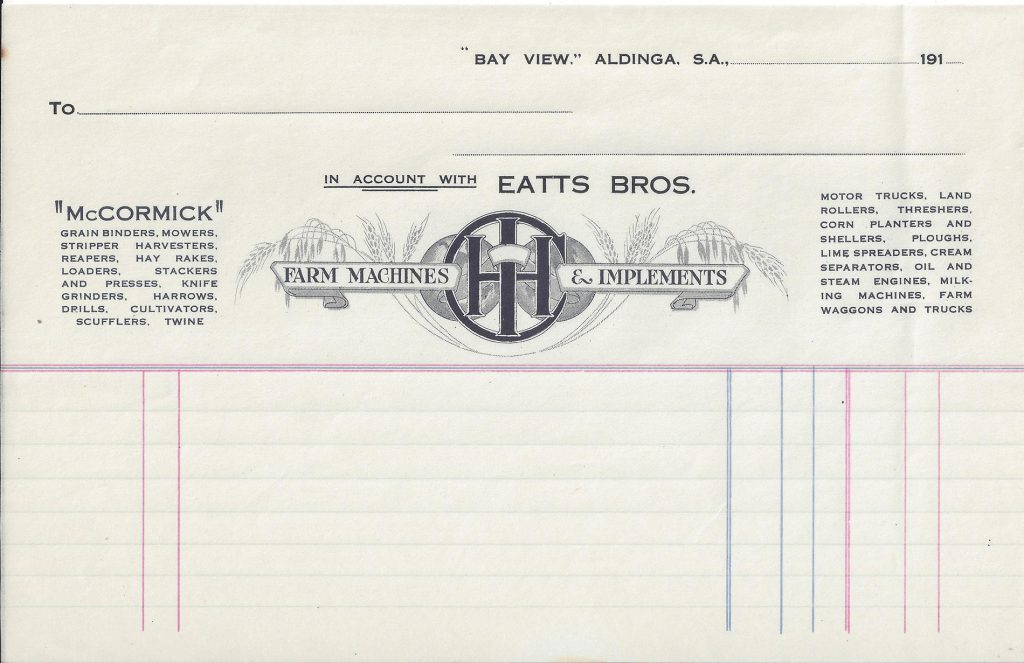 "BAY VIEW." ALDINGA. S.A., 191
To
IN ACCOUNT WITH EATTS BROS.
"McCORMICK"
GRAIN BINDERS, MOWERS,
STRIPPER HARVESTERS,
REAPERS, HAY RAKES,
LOADERS, STACKERS
AND PRESSES, KNIFE
GRINDERS, HARROWS,
DRILLS, CULTIVATORS,
SCUFFLERS, TWINE
FARM MACHINES IHC & IMPLEMENTS
MOTOR TRUCKS, LAND
ROLLERS, THRESHERS,
CORN PLANTERS AND
SHELLERS, PLOUGHS,
LIME SPREADERS, CREAM
SEPARATORS, OIL AND
STEAM ENGINES, MILK-
ING MACHINES, FARM
WAGGONS AND TRUCKS